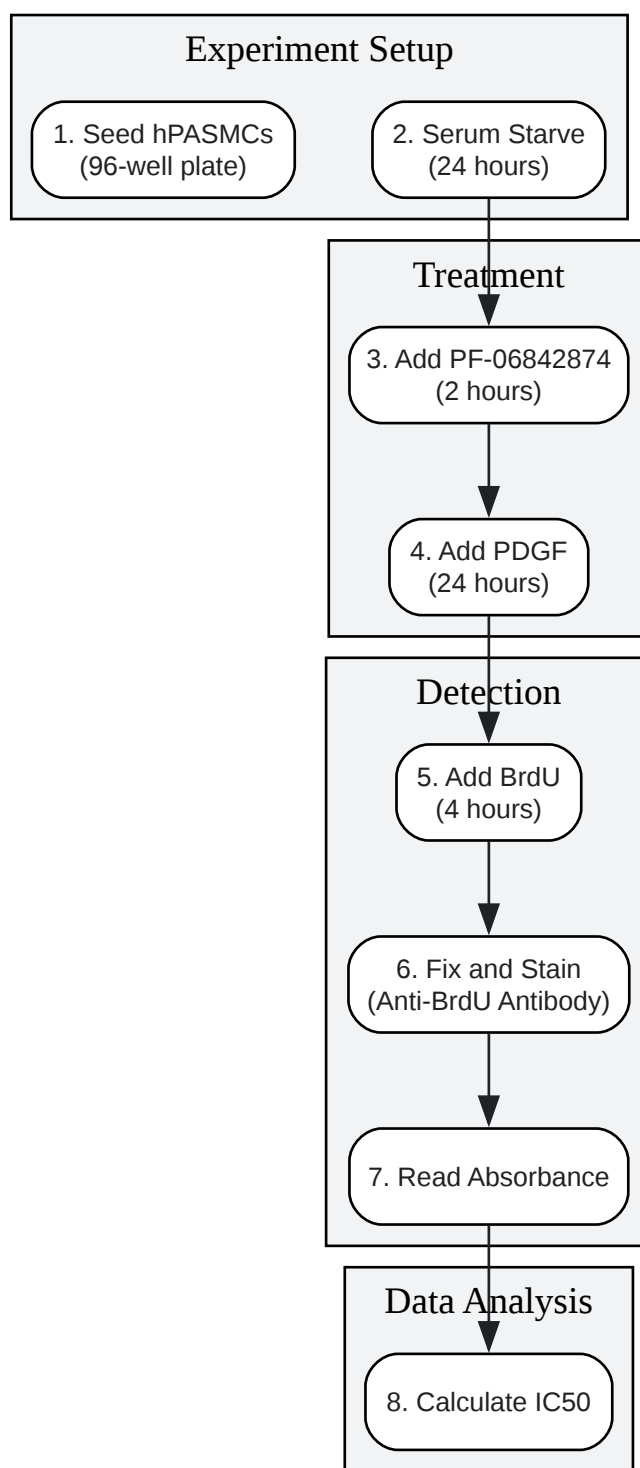 Experiment Setup
1. Seed hPASMCs
(96-well plate)
2. Serum Starve
(24 hours)
Treatment
3. Add PF-06842874
(2 hours)
4. Add PDGF
(24 hours)
Detection
5. Add BrdU
(4 hours)
6. Fix and Stain
(Anti-BrdU Antibody)
7. Read Absorbance
Data Analysis
8. Calculate IC50